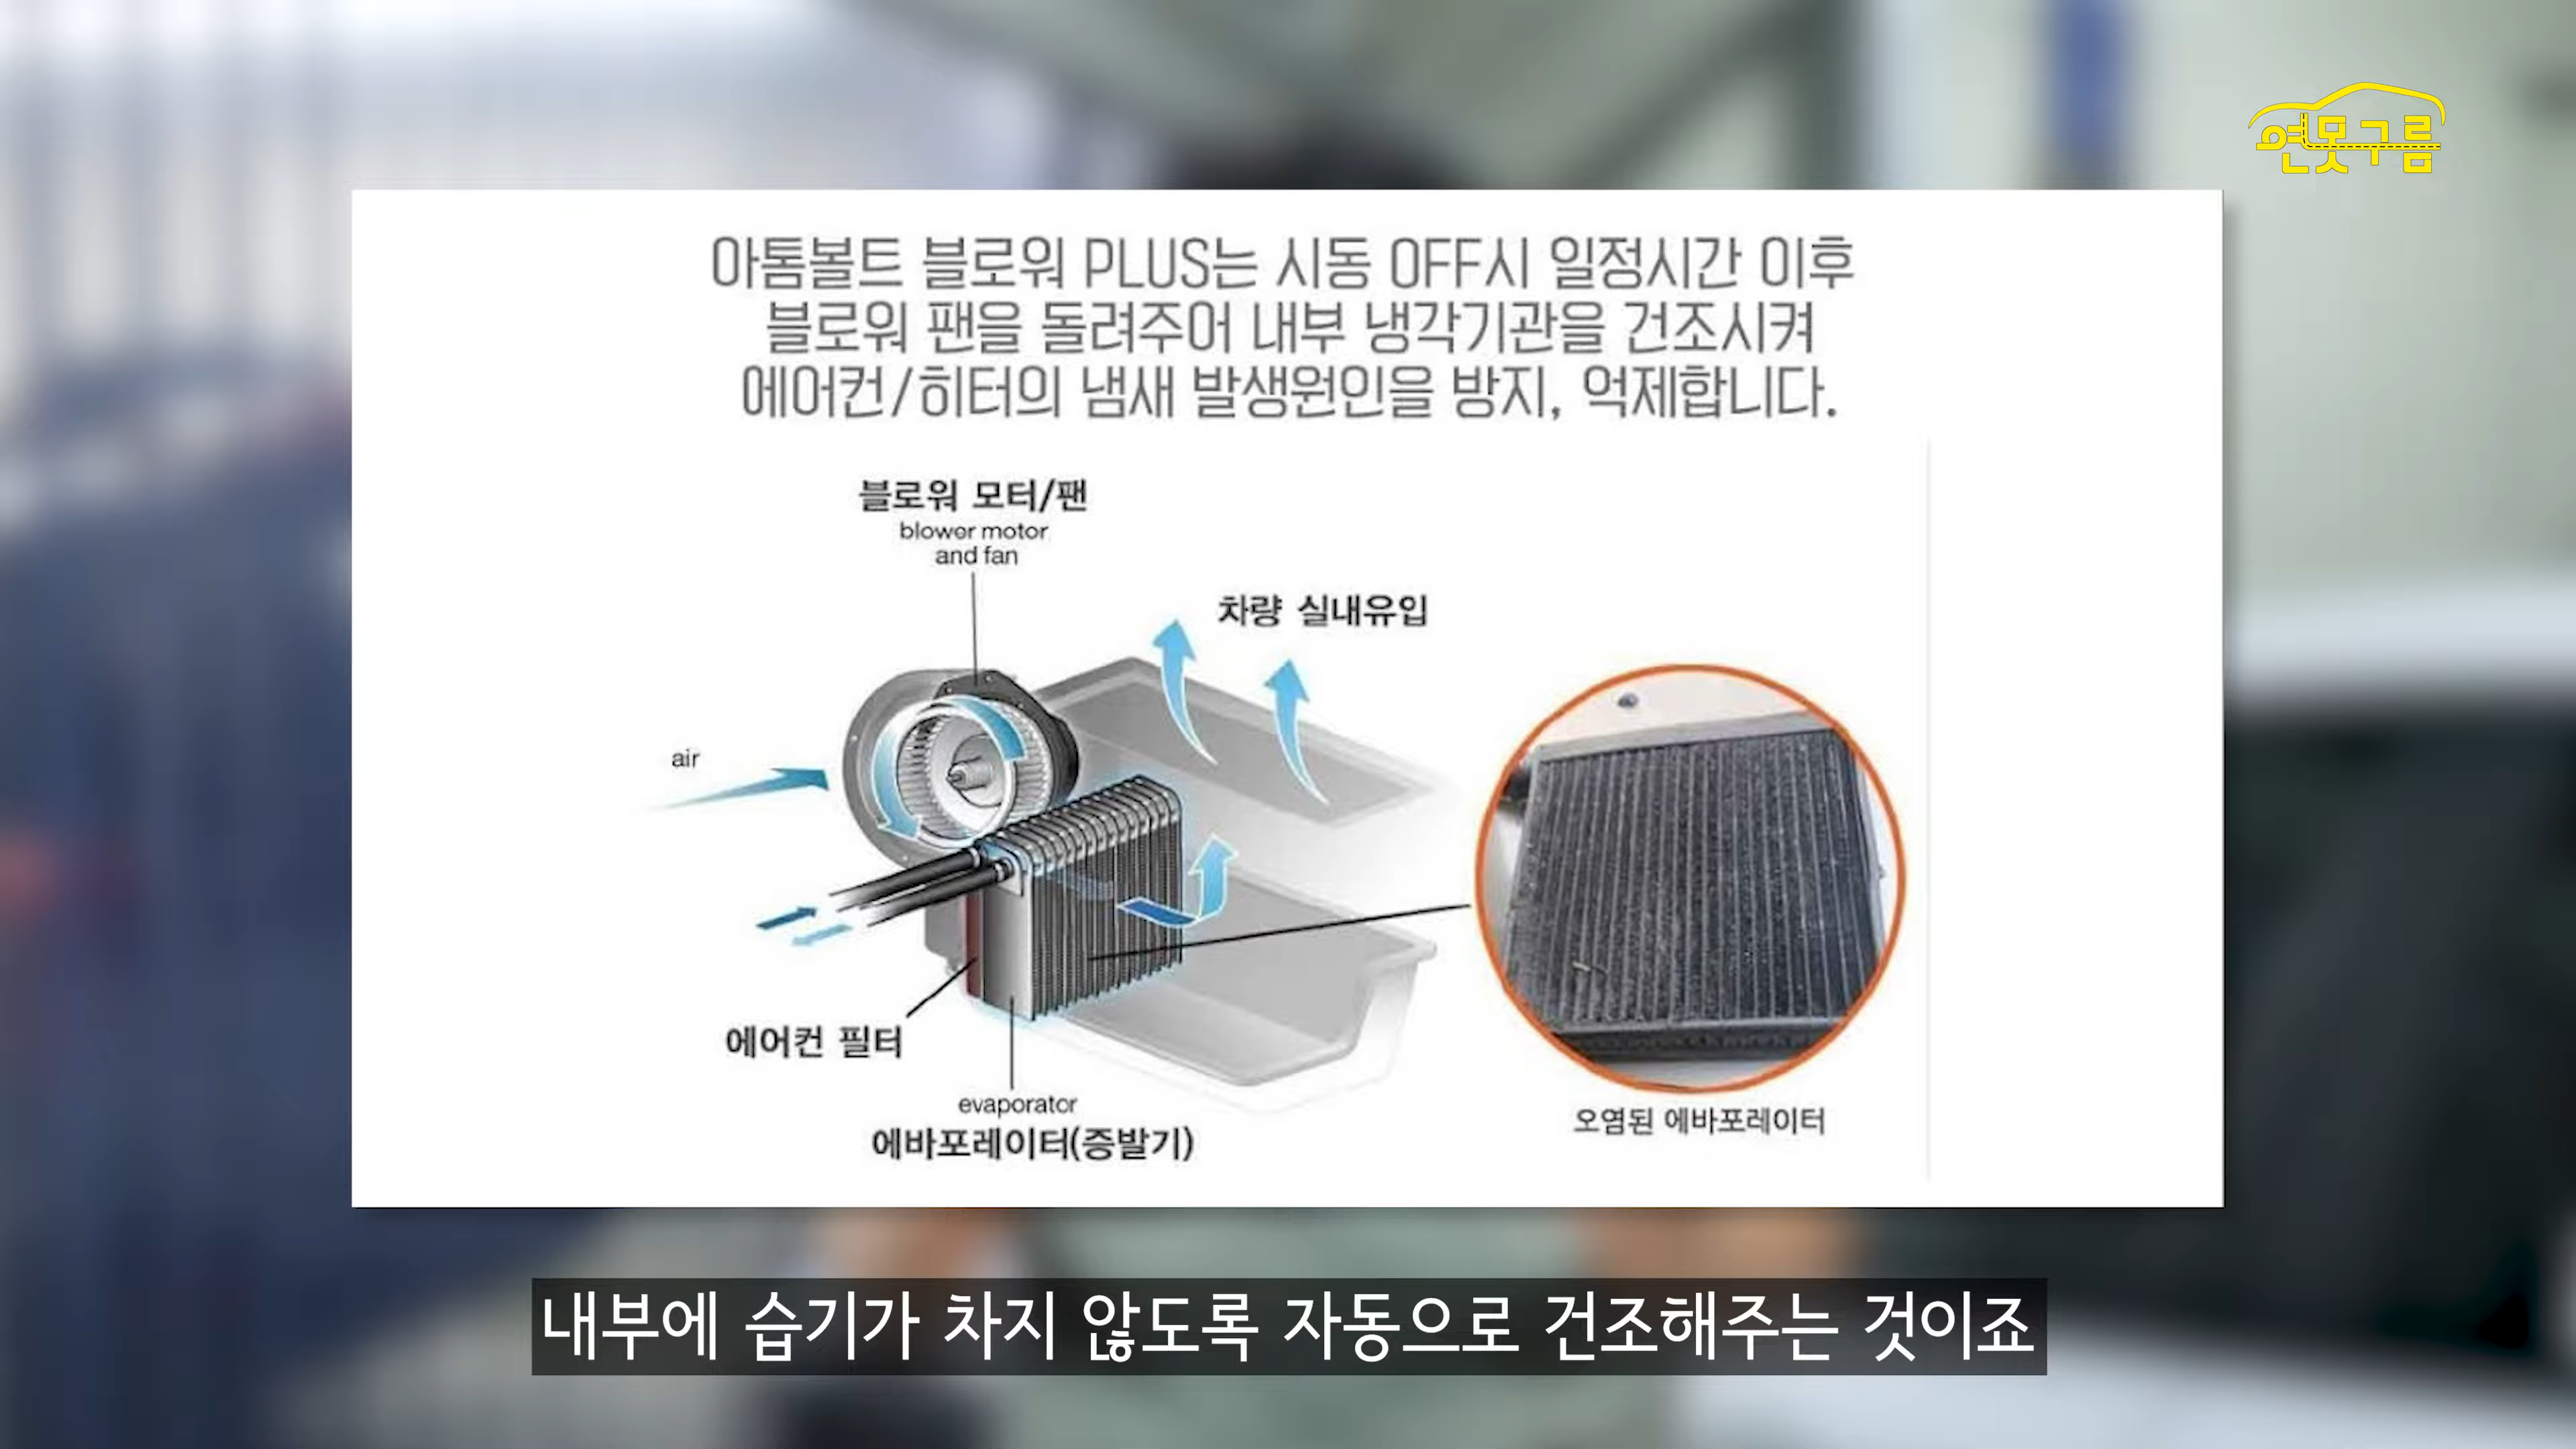 연못구름
아톰볼트 블로워 PLUS는 시동 OFF시 일정시간 이후
블로워 팬을 돌려주어 내부 냉각기관을 건조시켜
에어컨/히터의 냄새 발생원인을 방지, 억제합니다.
블로워 모터/팬
blower motor
and fan
차량 실내유입
air
에어컨 필터
evaporator
에바포레이터(증발기)
오염된 에바포레이터
내부에 습기가 차지 않도록 자동으로 건조해주는 것이죠